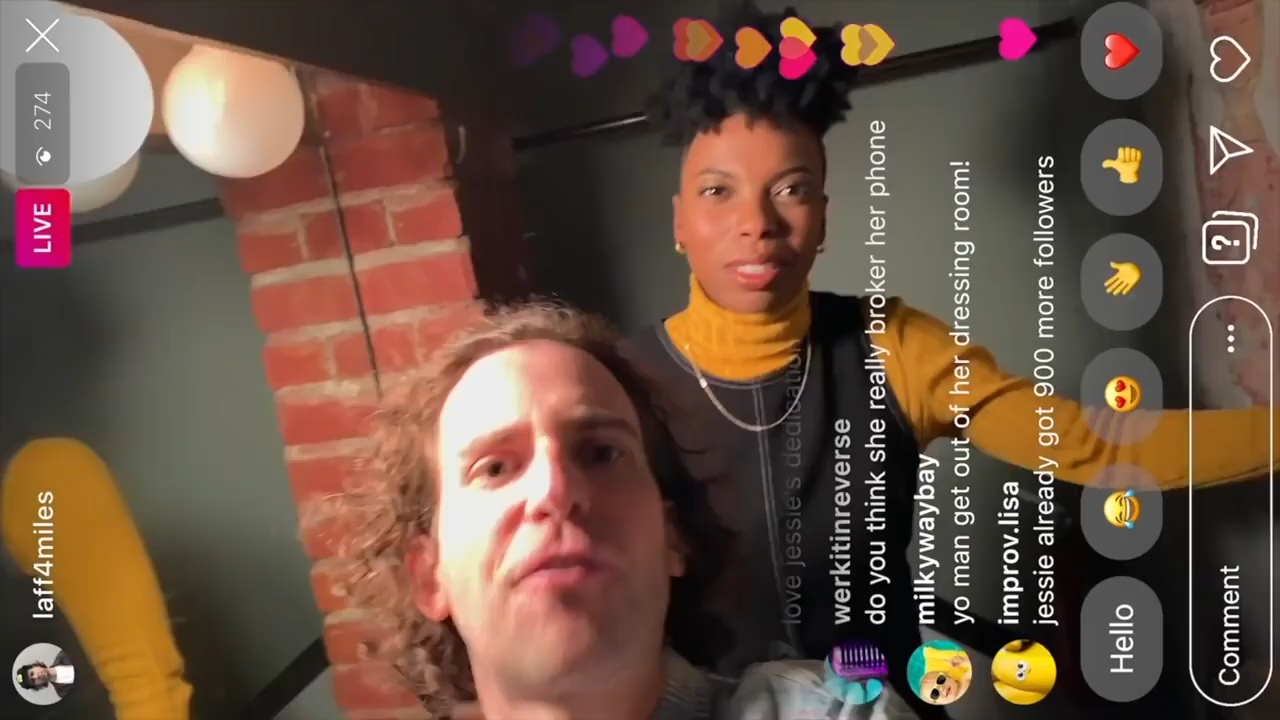 laff4miles
LIVE
274
love jessie's dedication
werkitinreverse
do you think she really broker her phone
milkywaybay
yo man get out of her dressing room!
improv.lisa
jessie already got 900 more followers
Hello
Comment
?